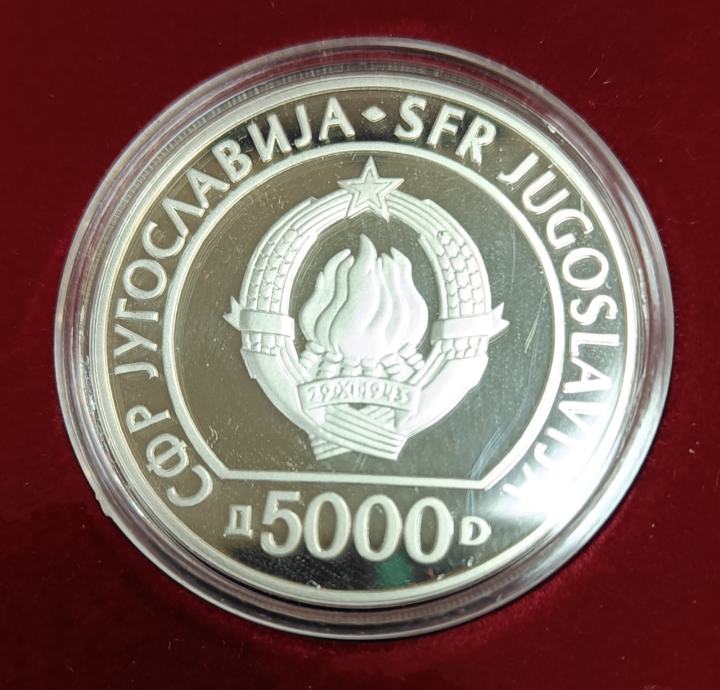 СФР ЈУГОСЛАВИЈА • SFR JUGOSLAVIJA
29•XI•1943
Д 5000 D